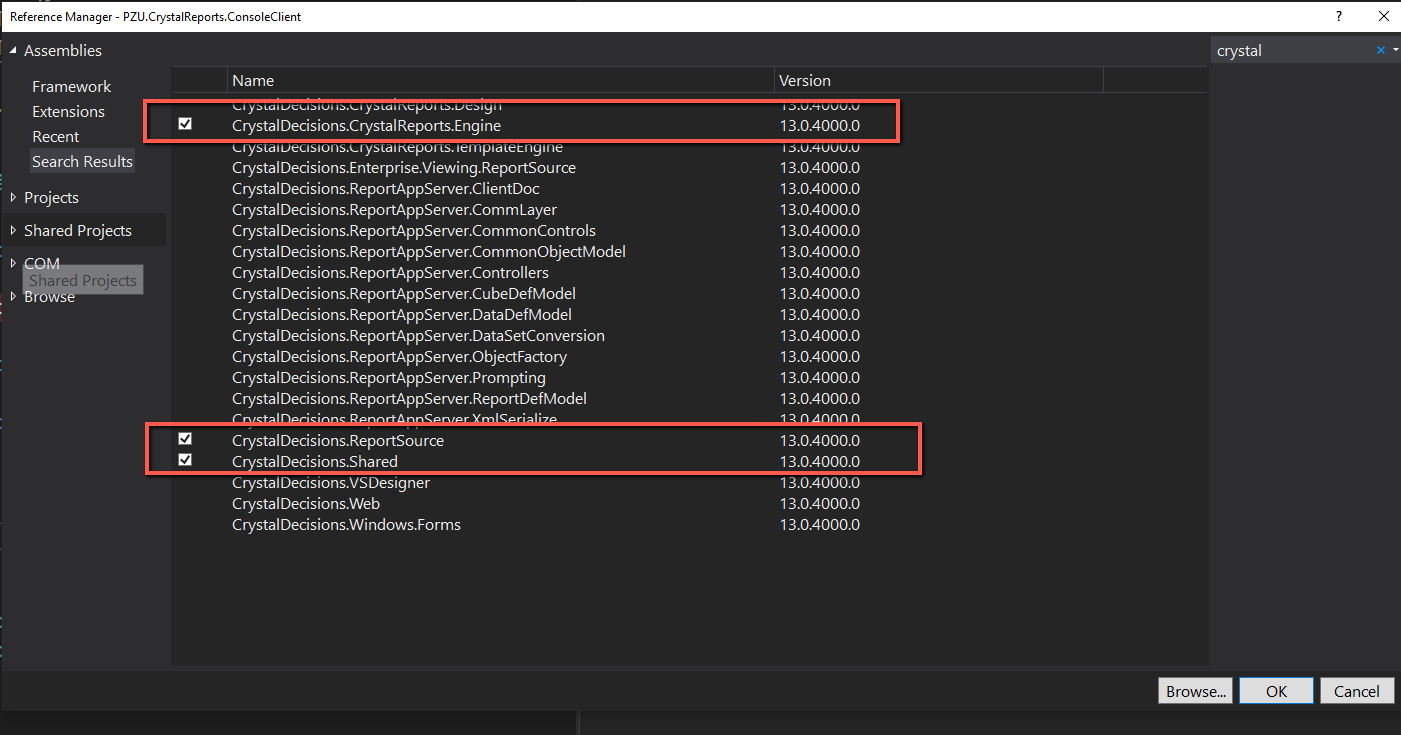 Reference Manager - PZU.CrystalReports.ConsoleClient ? ×
Assemblies
Framework
Extensions
Recent
Search Results
Projects
Shared Projects
COM
Shared Projects
Browse
Name Version
CrystalDecisions.CrystalReports.Design 13.0.4000.0
CrystalDecisions.CrystalReports.Engine 13.0.4000.0
CrystalDecisions.CrystalReports.TemplateEngine 13.0.4000.0
CrystalDecisions.Enterprise.Viewing.ReportSource 13.0.4000.0
CrystalDecisions.ReportAppServer.ClientDoc 13.0.4000.0
CrystalDecisions.ReportAppServer.CommLayer 13.0.4000.0
CrystalDecisions.ReportAppServer.CommonControls 13.0.4000.0
CrystalDecisions.ReportAppServer.CommonObjectModel 13.0.4000.0
CrystalDecisions.ReportAppServer.Controllers 13.0.4000.0
CrystalDecisions.ReportAppServer.CubeDefModel 13.0.4000.0
CrystalDecisions.ReportAppServer.DataDefModel 13.0.4000.0
CrystalDecisions.ReportAppServer.DataSetConversion 13.0.4000.0
CrystalDecisions.ReportAppServer.ObjectFactory 13.0.4000.0
CrystalDecisions.ReportAppServer.Prompting 13.0.4000.0
CrystalDecisions.ReportAppServer.ReportDefModel 13.0.4000.0
CrystalDecisions.ReportAppServer.XmlSerialize 13.0.4000.0
CrystalDecisions.ReportSource 13.0.4000.0
CrystalDecisions.Shared 13.0.4000.0
CrystalDecisions.VSDesigner 13.0.4000.0
CrystalDecisions.Web 13.0.4000.0
CrystalDecisions.Windows.Forms 13.0.4000.0
crystal
Browse... OK Cancel